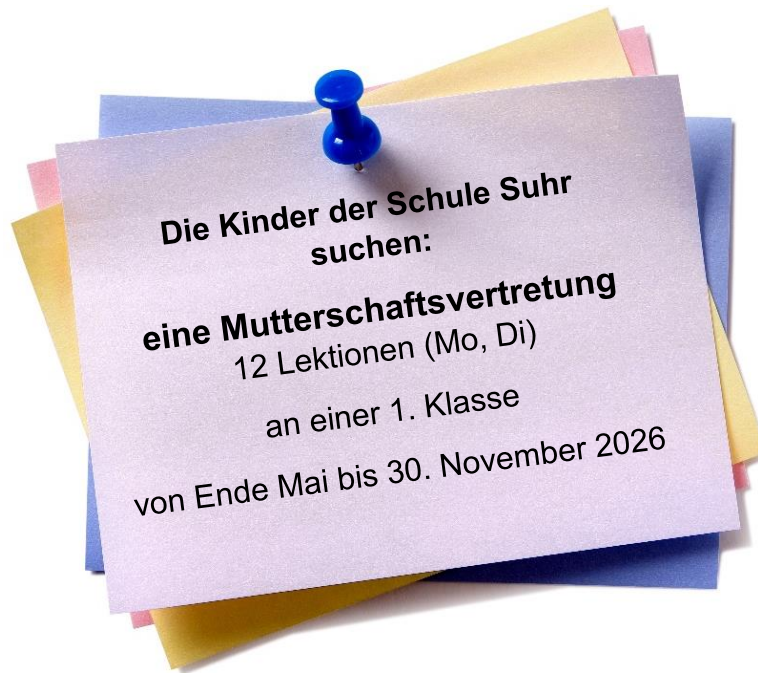 Die Kinder der Schule Suhr
suchen:
eine Mutterschaftsvertretung
12 Lektionen (Mo, Di)
an einer 1. Klasse
von Ende Mai bis 30. November 2026